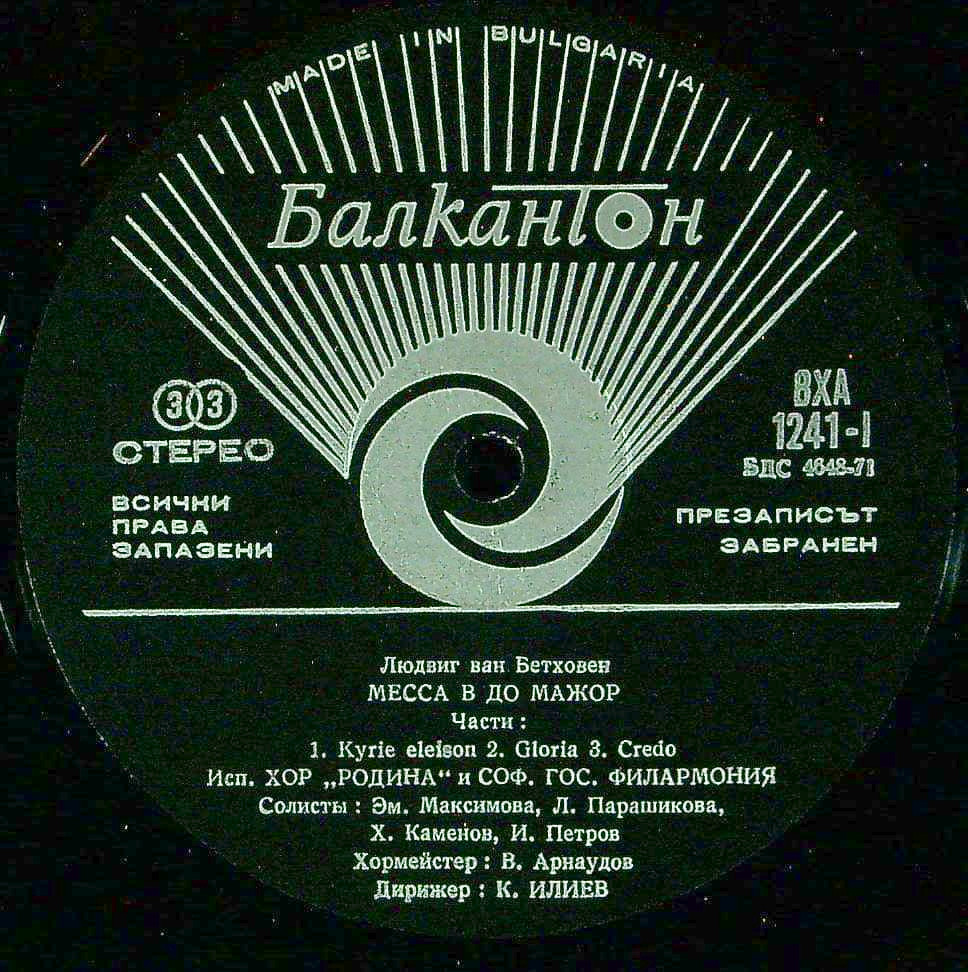 MADE IN BULGARIA
Балкантон
33
СТЕРЕО
ВСИЧКИ
ПРАВА
ЗАПАЗЕНИ
ВХА
1241-I
БДС 4648-71
ПРЕЗАПИСЪТ
ЗАБРАНЕН
Людвиг ван Бетховен
МЕССА В ДО МАЖОР
Части :
1. Kyrie eleison 2. Gloria 3. Credo
Исп. ХОР „РОДИНА“ и СОФ. ГОС. ФИЛАРМОНИЯ
Солисты : Эм. Максимова, Л. Парашикова,
Х. Каменов, И. Петров
Хормейстер : В. Арнаудов
Дирижер : К. ИЛИЕВ